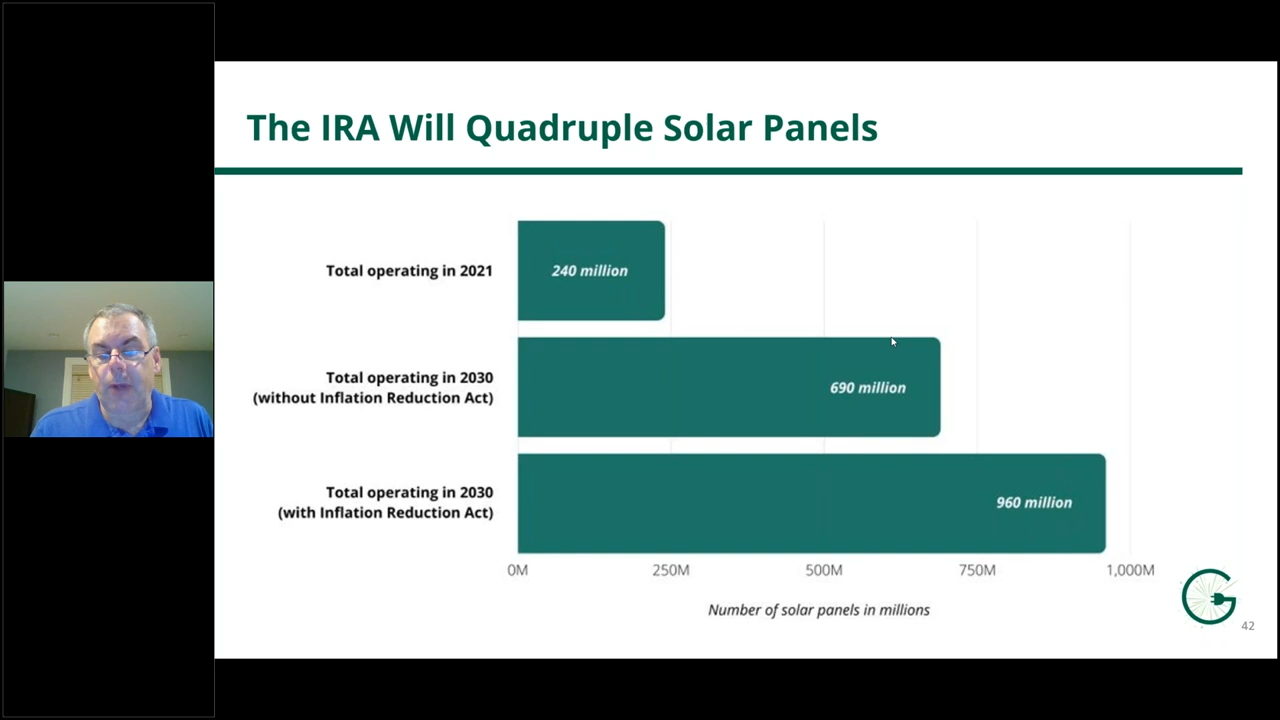 The IRA Will Quadruple Solar Panels
Total operating in 2021
240 million
Total operating in 2030
(without Inflation Reduction Act)
690 million
Total operating in 2030
(with Inflation Reduction Act)
960 million
0M 250M 500M 750M 1,000M
Number of solar panels in millions
42